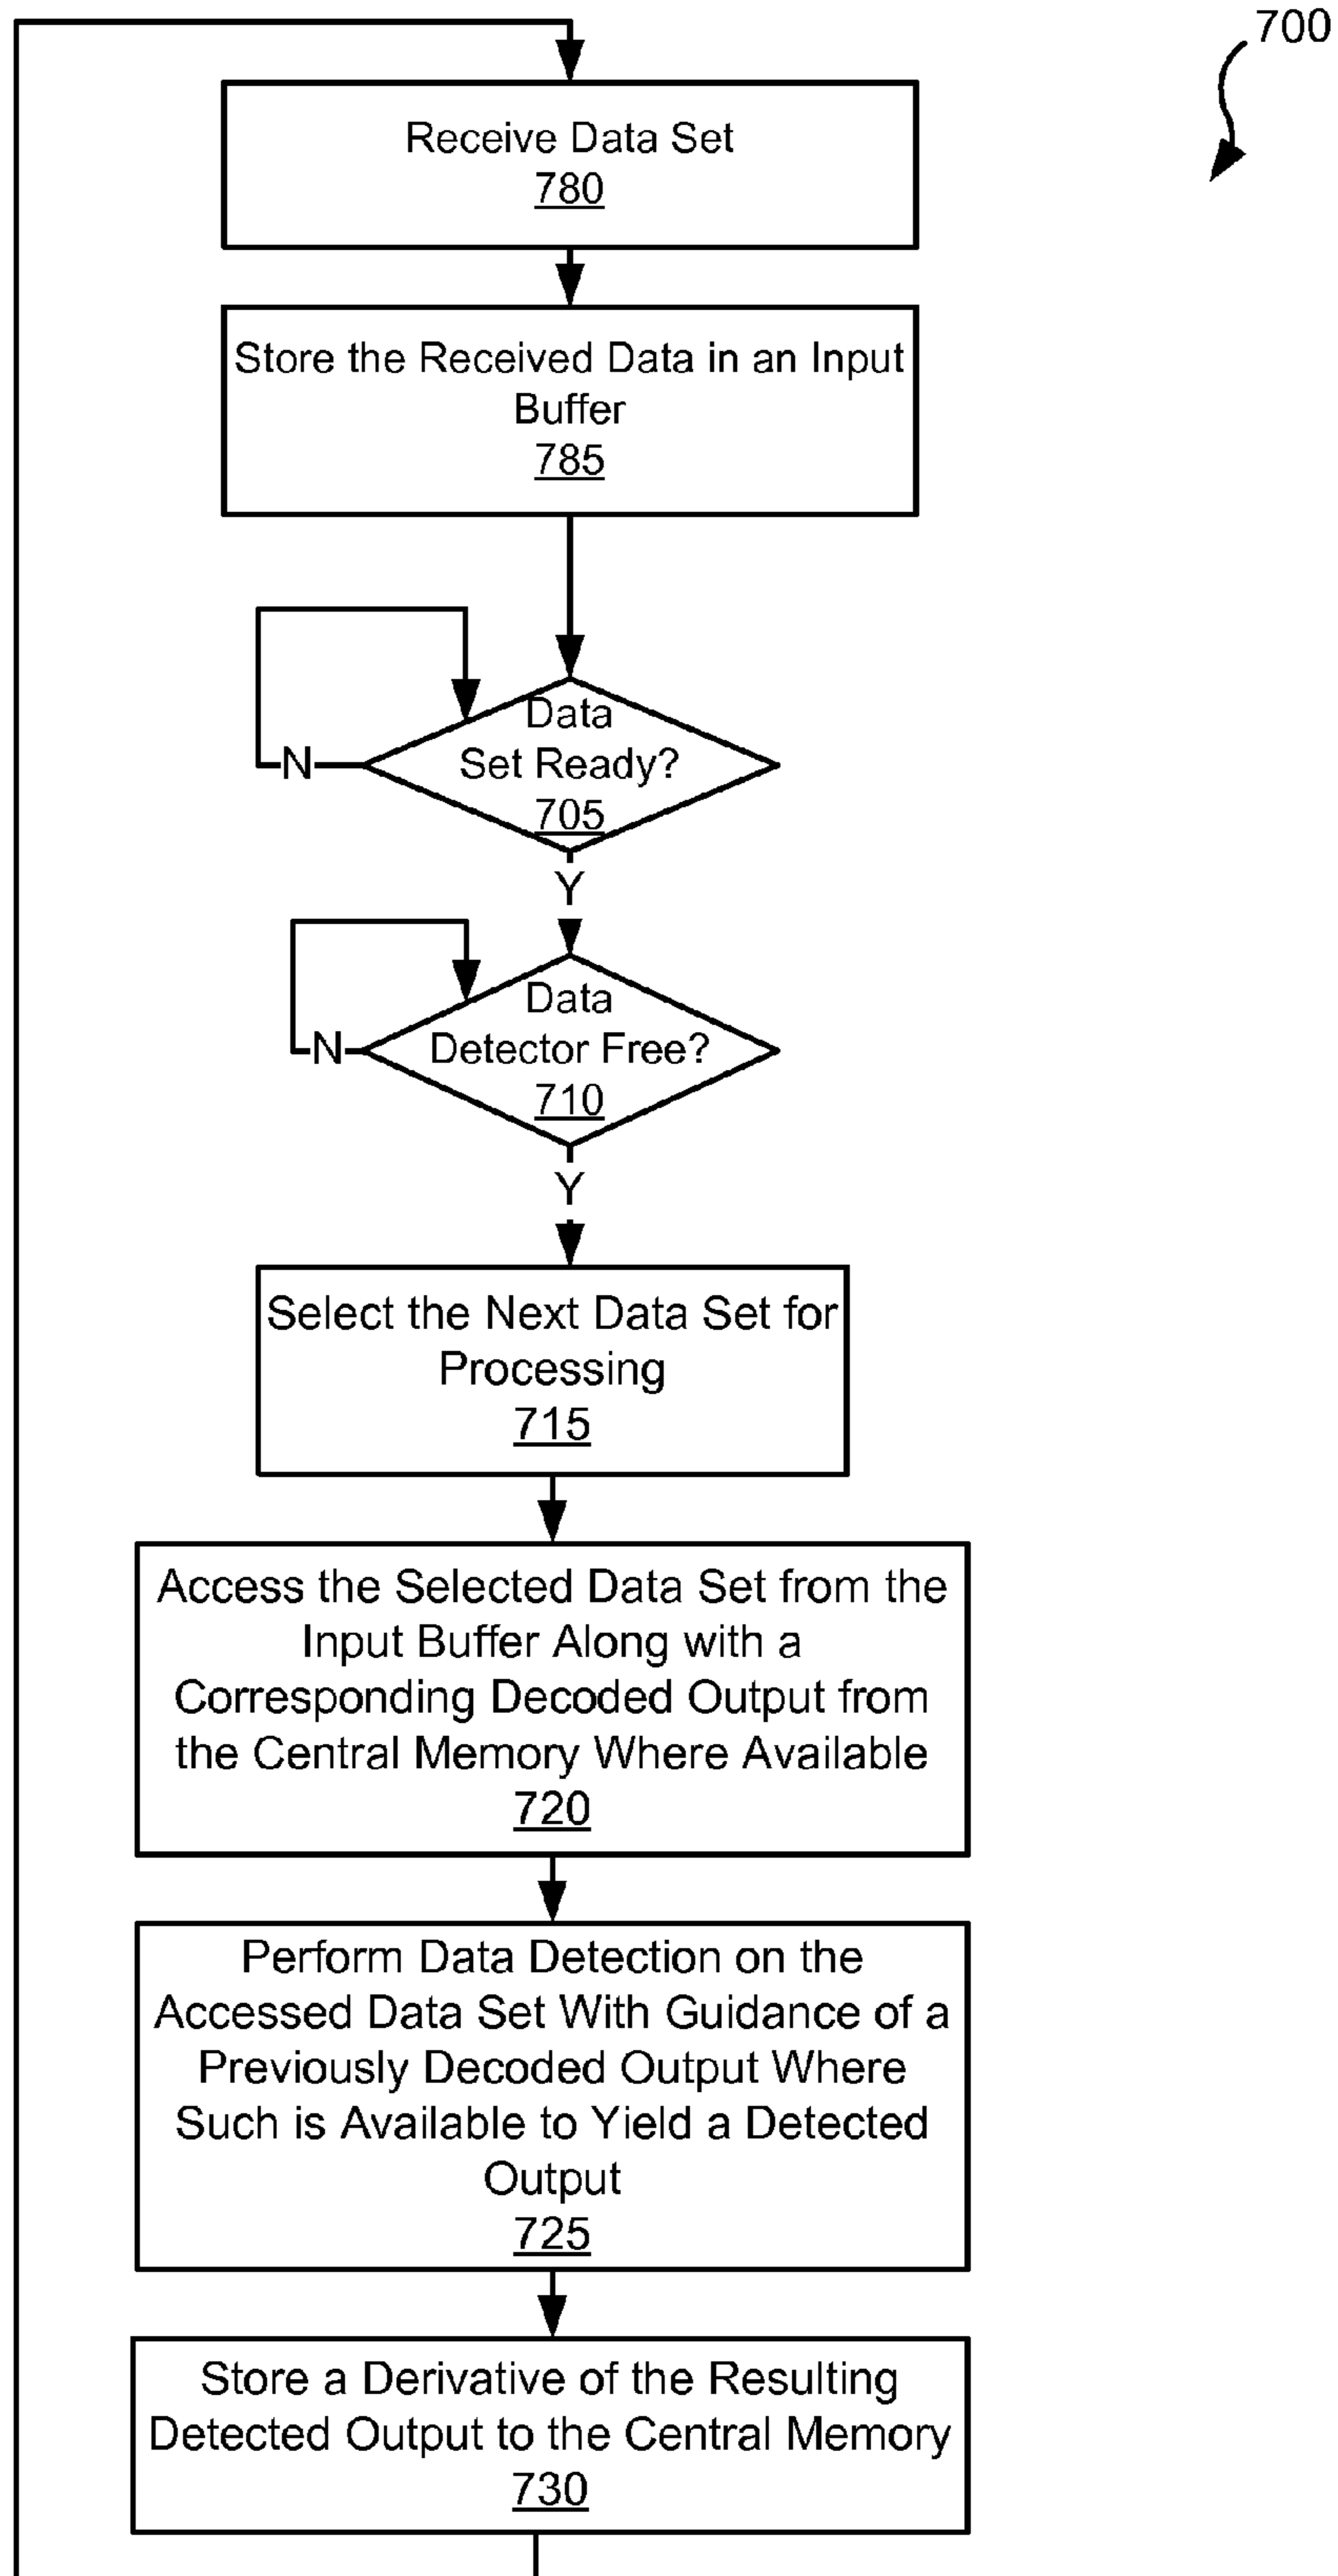 700
Receive Data Set
780
Store the Received Data in an Input
Buffer
785
Data
Set Ready?
705
N
Y
Data
Detector Free?
710
N
Y
Select the Next Data Set for
Processing
715
Access the Selected Data Set from the
Input Buffer Along with a
Corresponding Decoded Output from
the Central Memory Where Available
720
Perform Data Detection on the
Accessed Data Set With Guidance of a
Previously Decoded Output Where
Such is Available to Yield a Detected
Output
725
Store a Derivative of the Resulting
Detected Output to the Central Memory
730